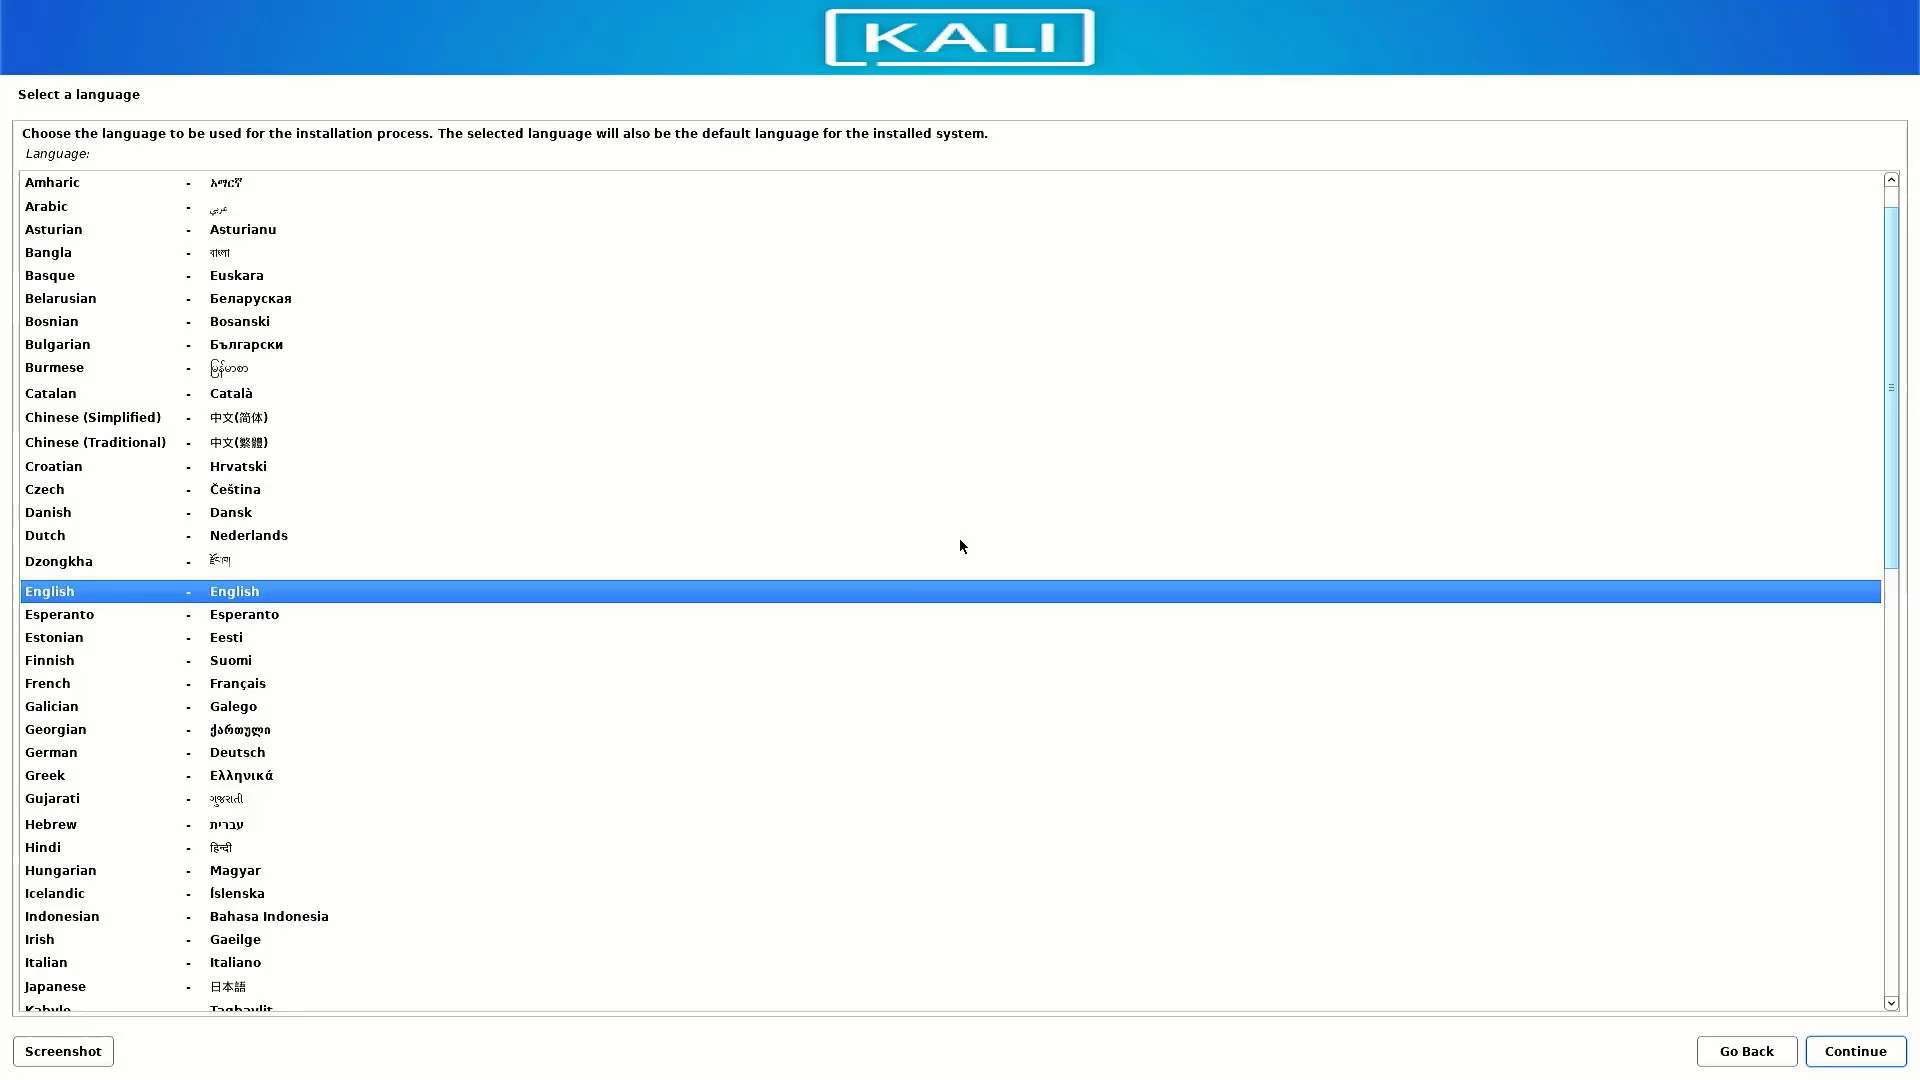 KALI
Select a language
Choose the language to be used for the installation process. The selected language will also be the default language for the installed system.
Language:
Amharic - አማርኛ
Arabic - عربي
Asturian - Asturianu
Bangla - বাংলা
Basque - Euskara
Belarusian - Беларуская
Bosnian - Bosanski
Bulgarian - Български
Burmese - မြန်မာစာ
Catalan - Català
Chinese (Simplified) - 中文(简体)
Chinese (Traditional) - 中文(繁體)
Croatian - Hrvatski
Czech - Čeština
Danish - Dansk
Dutch - Nederlands
Dzongkha - རྫོང་ཁ།
English - English
Esperanto - Esperanto
Estonian - Eesti
Finnish - Suomi
French - Français
Galician - Galego
Georgian - ქართული
German - Deutsch
Greek - Ελληνικά
Gujarati - ગુજરાતી
Hebrew - עברית
Hindi - हिन्दी
Hungarian - Magyar
Icelandic - Íslenska
Indonesian - Bahasa Indonesia
Irish - Gaeilge
Italian - Italiano
Japanese - 日本語
Kabyle - Taqbaylit
Screenshot
Go Back
Continue